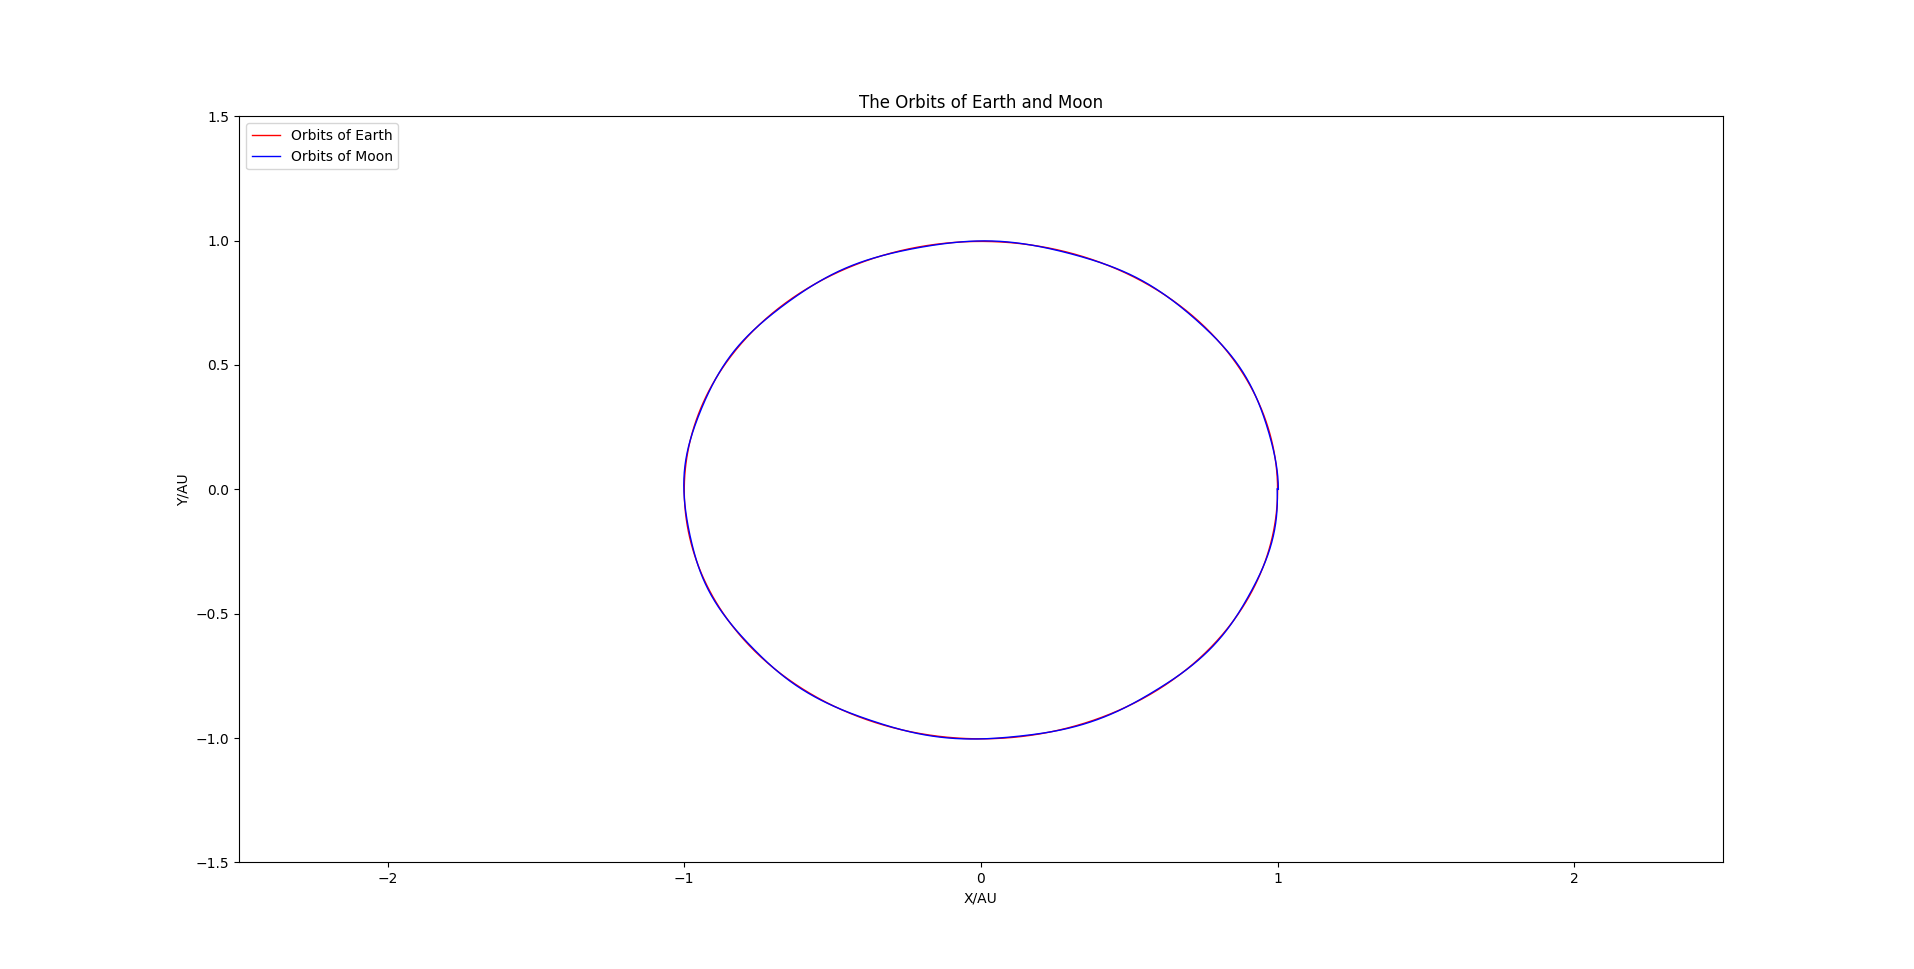 The Orbits of Earth and Moon
1.5
Orbits of Earth
Orbits of Moon
1.0
0.5
0.0
−0.5
−1.0
−1.5
Y/AU
−2 −1 0 1 2
X/AU